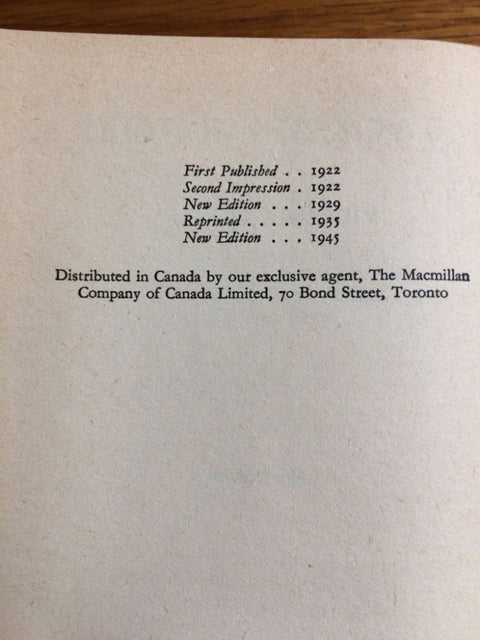 First Published . . 1922
Second Impression . 1922
New Edition . . . 1929
Reprinted . . . . . 1935
New Edition . . . 1945
Distributed in Canada by our exclusive agent, The Macmillan
Company of Canada Limited, 70 Bond Street, Toronto